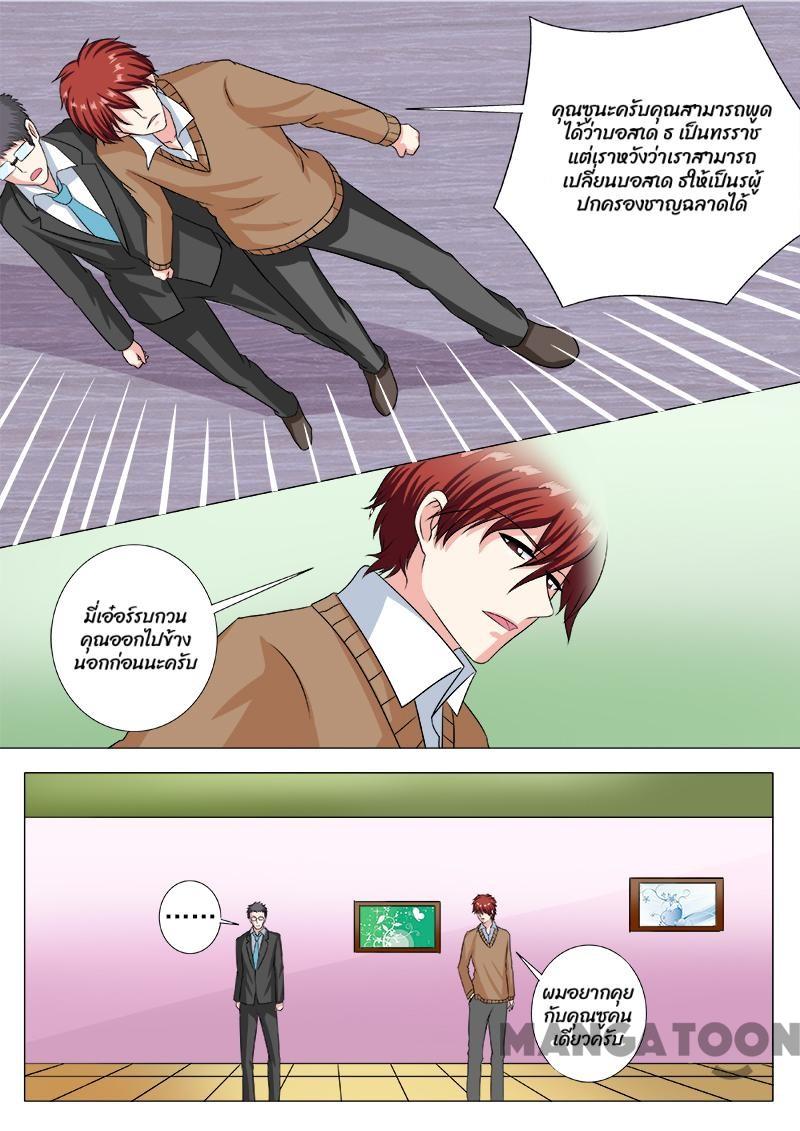 คุณซูนะครับคุณสามารถพูด
ได้ว่าบอสเด ธ เป็นทรราช
แต่เราหวังว่าเราสามารถ
เปลี่ยนบอสเด ธให้เป็นรผู้
ปกครองชาญฉลาดได้
มี่เอ๋อร์รบกวน
คุณออกไปข้าง
นอกก่อนนะครับ
......
ผมอยากคุย
กับคุณซูคน
เดียวครับ
MANGATOON